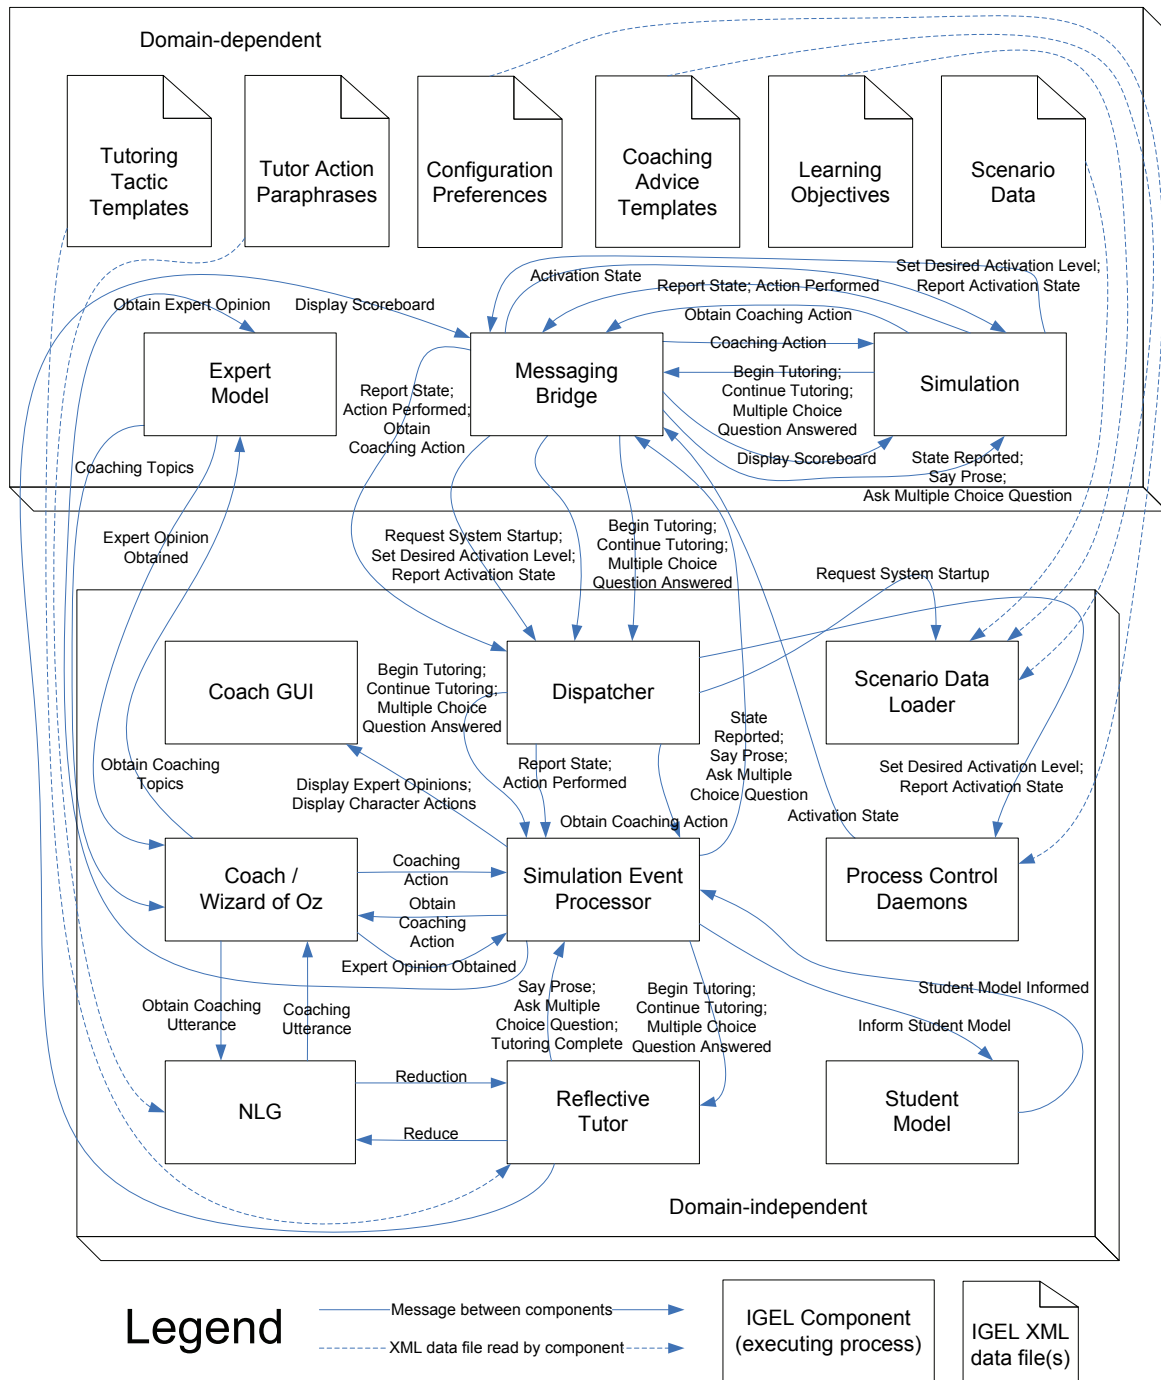 Domain-dependent
Tutoring
Tactic
Templates
Tutor Action
Paraphrases
Configuration
Preferences
Coaching
Advice
Templates
Learning
Objectives
Scenario
Data
Obtain Expert Opinion
Display Scoreboard
Activation State
Set Desired Activation Level;
Report Activation State
Report State; Action Performed
Obtain Coaching Action
Coaching Action
Expert
Model
Messaging
Bridge
Simulation
Begin Tutoring;
Continue Tutoring;
Multiple Choice
Question Answered
Report State;
Action Performed;
Obtain
Coaching Action
Display Scoreboard
State Reported;
Say Prose;
Ask Multiple Choice Question
Coaching Topics
Expert Opinion
Obtained
Request System Startup;
Set Desired Activation Level;
Report Activation State
Begin Tutoring;
Continue Tutoring;
Multiple Choice
Question Answered
Request System Startup
Coach GUI
Begin Tutoring;
Continue Tutoring;
Multiple Choice
Question Answered
Dispatcher
Scenario Data
Loader
State
Reported;
Say Prose;
Ask Multiple
Choice Question
Obtain Coaching
Topics
Display Expert Opinions;
Display Character Actions
Report State;
Action Performed
Set Desired Activation Level;
Report Activation State
Obtain Coaching Action
Activation State
Coach /
Wizard of Oz
Coaching
Action
Obtain
Coaching
Action
Simulation Event
Processor
Process Control
Daemons
Expert Opinion Obtained
Obtain Coaching
Utterance
Coaching
Utterance
Say Prose;
Ask Multiple
Choice Question;
Tutoring Complete
Begin Tutoring;
Continue Tutoring;
Multiple Choice
Question Answered
Student Model Informed
Inform Student Model
NLG
Reduction
Reduce
Reflective
Tutor
Student
Model
Domain-independent
Legend
Message between components
XML data file read by component
IGEL Component
(executing process)
IGEL XML
data file(s)